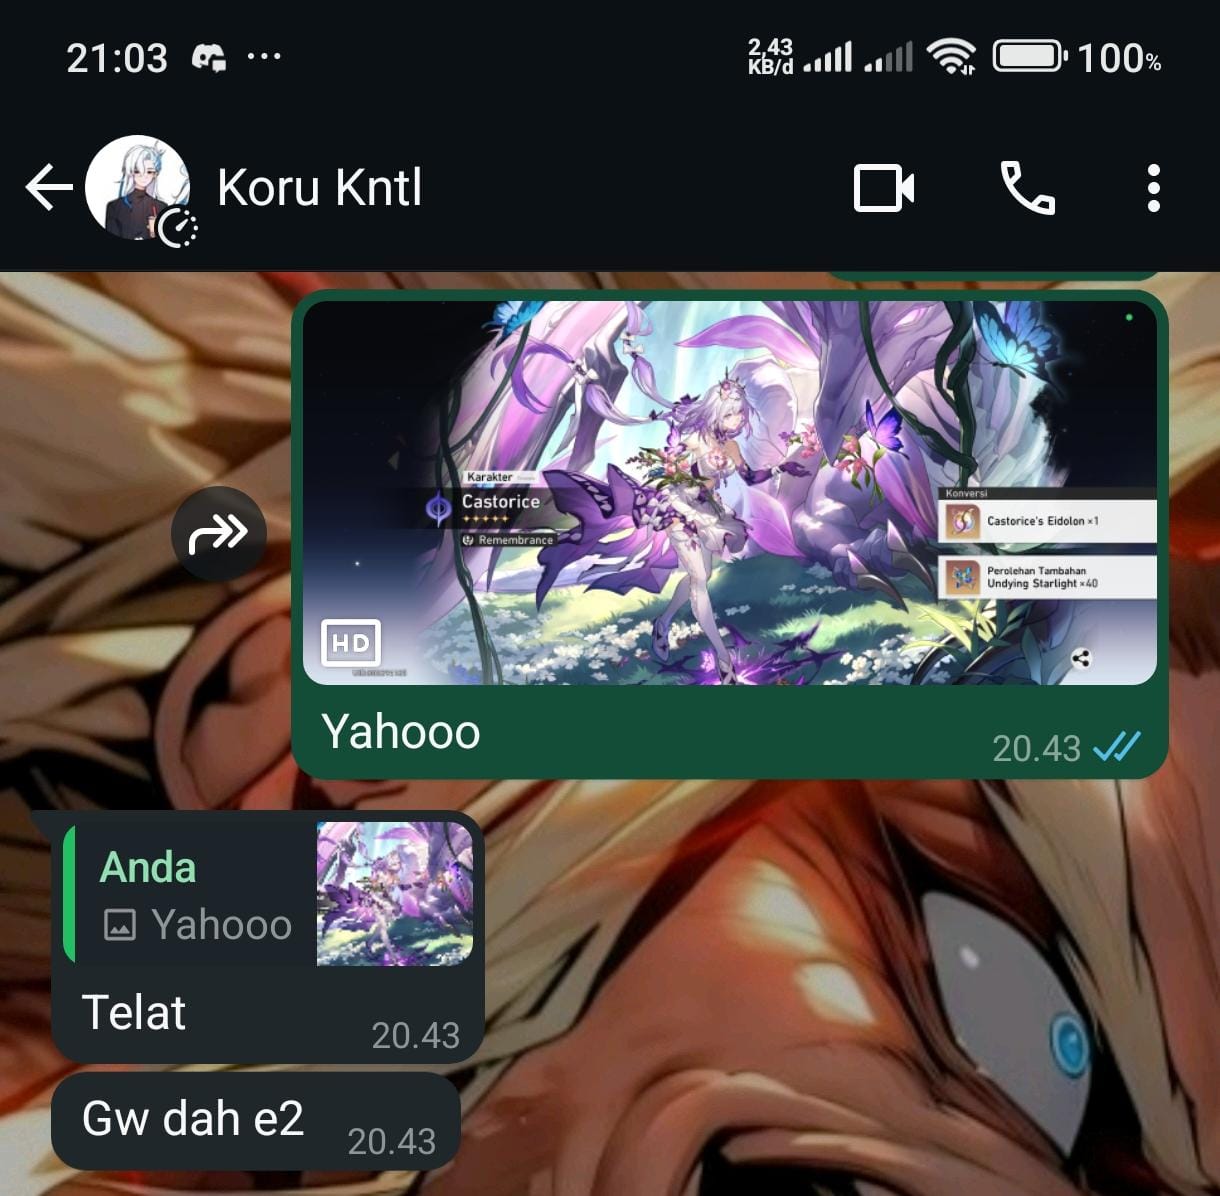 21:03
2,43
KB/d
100%
Koru Kntl
Karakter
Castorice
Remembrance
Konversi
Castorice's Eidolon ×1
Perolehan Tambahan
Undying Starlight ×40
HD
Yahooo
20.43
Anda
Yahooo
Telat
20.43
Gw dah e2
20.43